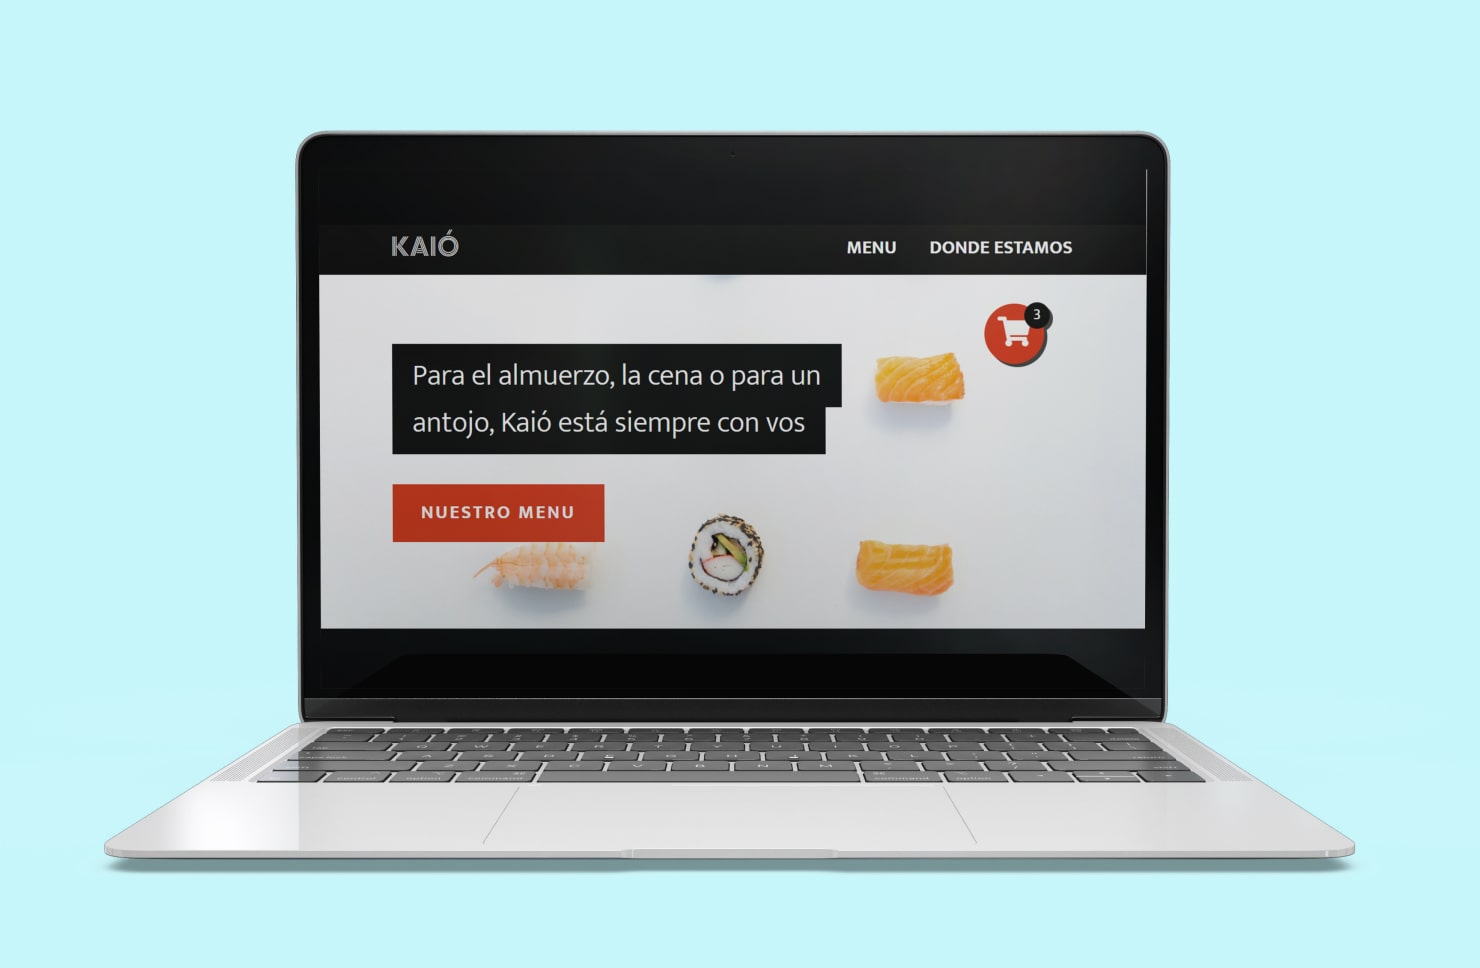 KAIÓ
MENU DONDE ESTAMOS
3
Para el almuerzo, la cena o para un
antojo, Kaió está siempre con vos
NUESTRO MENU